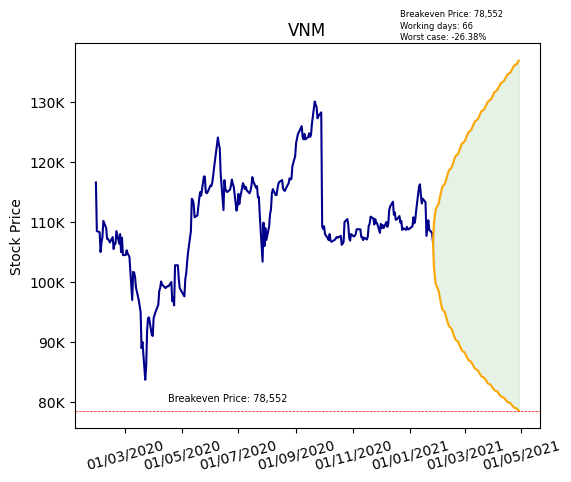 Breakeven Price: 78,552
Working days: 66
Worst case: -26.38%
VNM
Stock Price
130K
120K
110K
100K
90K
80K
Breakeven Price: 78,552
01/03/2020
01/05/2020
01/07/2020
01/09/2020
01/11/2020
01/01/2021
01/03/2021
01/05/2021